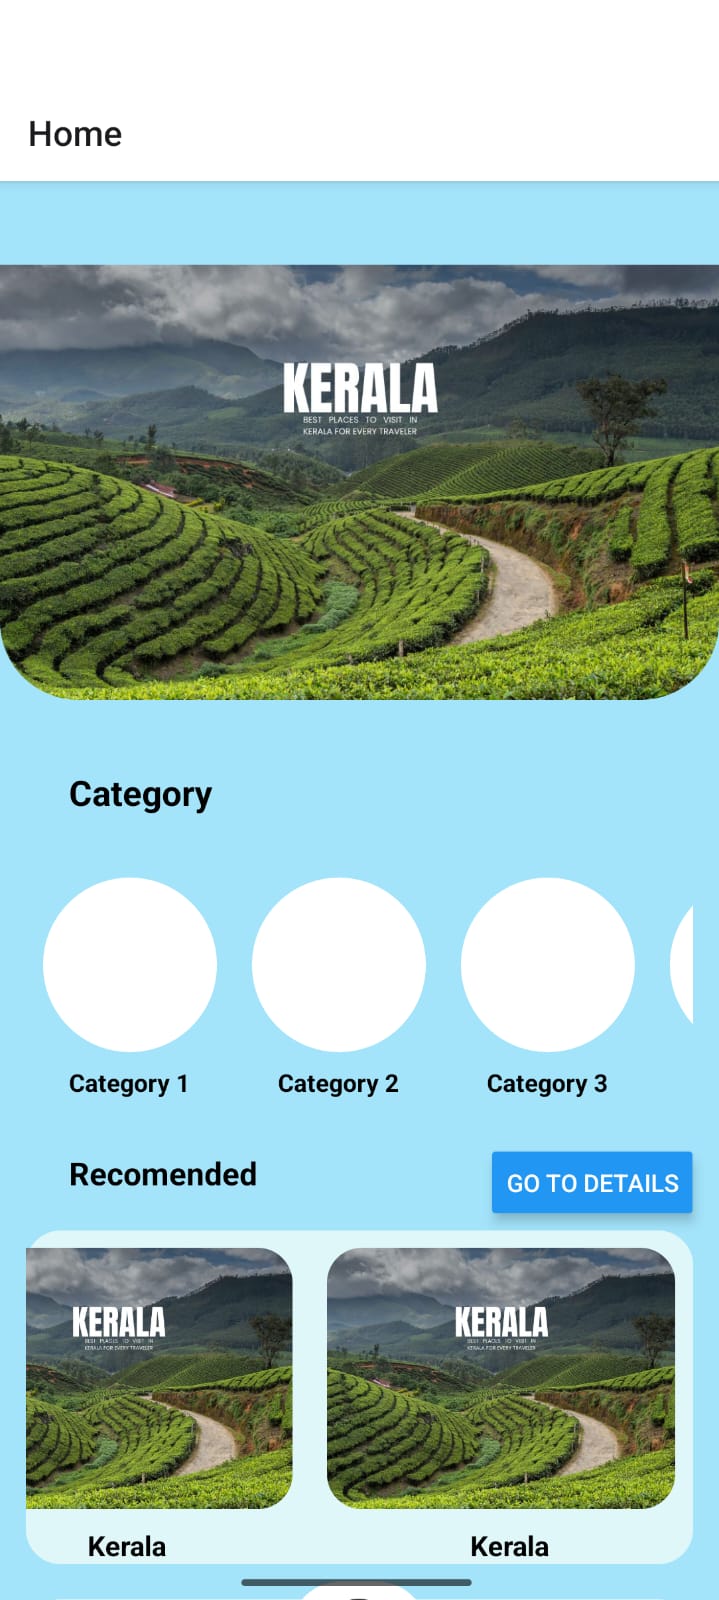 Home
KERALA
BEST PLACES TO VISIT IN
KERALA FOR EVERY TRAVELER
Category
Category 1
Category 2
Category 3
Recomended
GO TO DETAILS
KERALA
BEST PLACES TO VISIT IN
KERALA FOR EVERY TRAVELER
Kerala
KERALA
BEST PLACES TO VISIT IN
KERALA FOR EVERY TRAVELER
Kerala